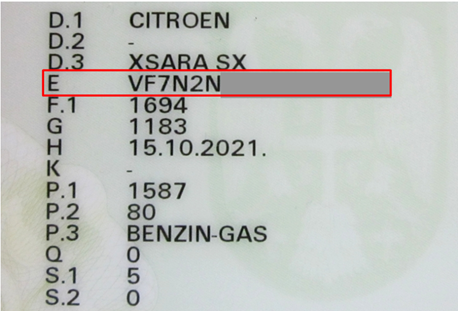 D.1 CITROEN
D.2 -
D.3 XSARA SX
E VF7N2N
F.1 1694
G 1183
H 15.10.2021.
K -
P.1 1587
P.2 80
P.3 BENZIN-GAS
Q 0
S.1 5
S.2 0